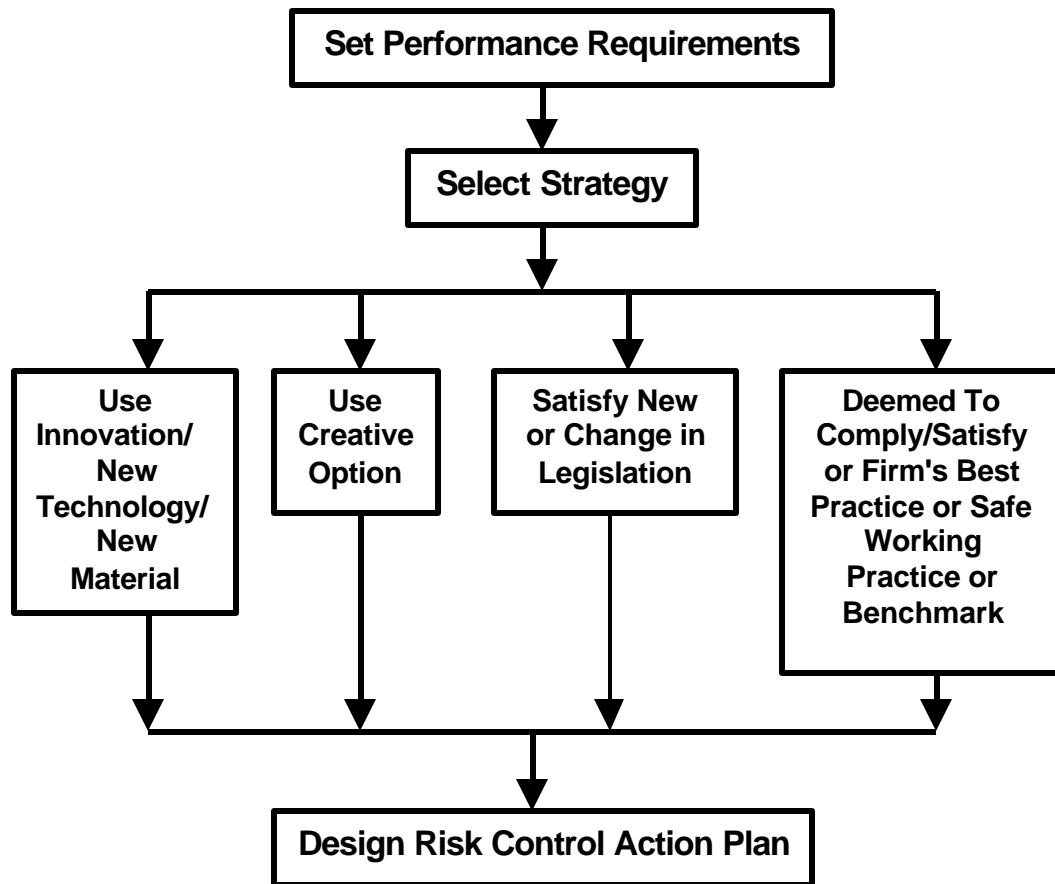 Set Performance Requirements
Select Strategy
Use
Innovation/
New
Technology/
New
Material
Use
Creative
Option
Satisfy New
or Change in
Legislation
Deemed To
Comply/Satisfy
or Firm's Best
Practice or Safe
Working
Practice or
Benchmark
Design Risk Control Action Plan